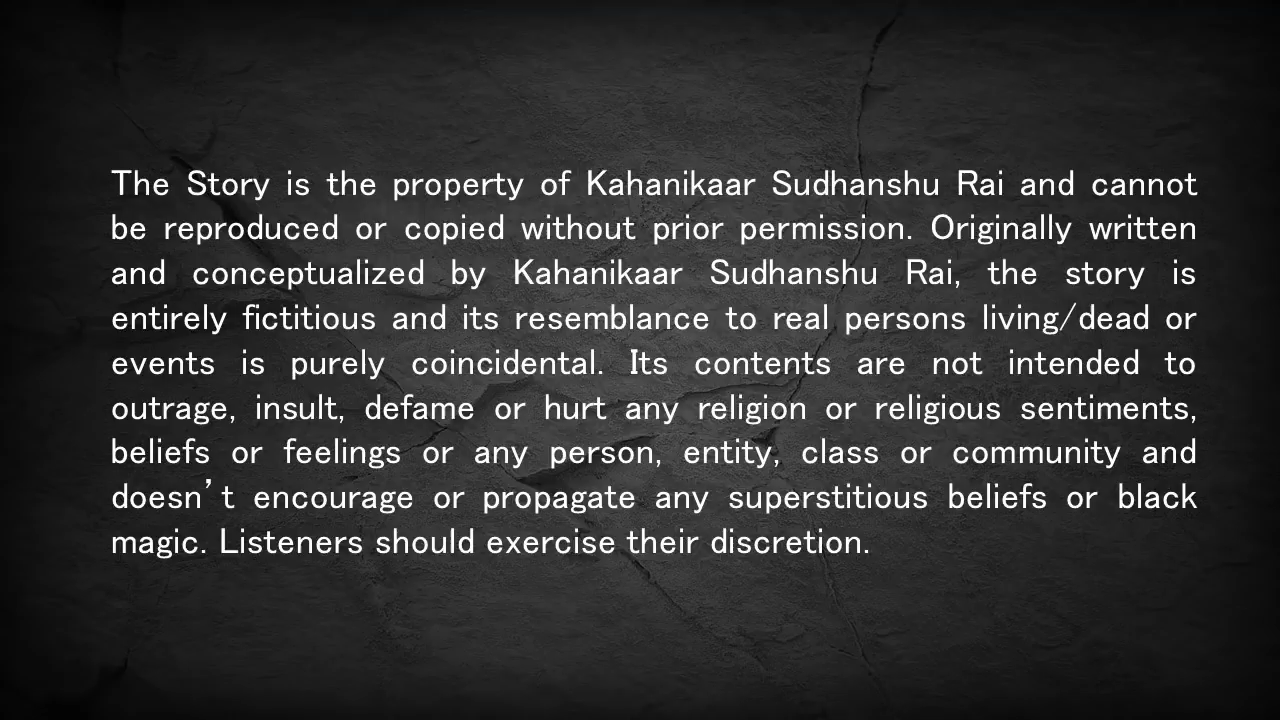 The Story is the property of Kahanikaar Sudhanshu Rai and cannot
be reproduced or copied without prior permission. Originally written
and conceptualized by Kahanikaar Sudhanshu Rai, the story is
entirely fictitious and its resemblance to real persons living/dead or
events is purely coincidental. Its contents are not intended to
outrage, insult, defame or hurt any religion or religious sentiments,
beliefs or feelings or any person, entity, class or community and
doesn’t encourage or propagate any superstitious beliefs or black
magic. Listeners should exercise their discretion.